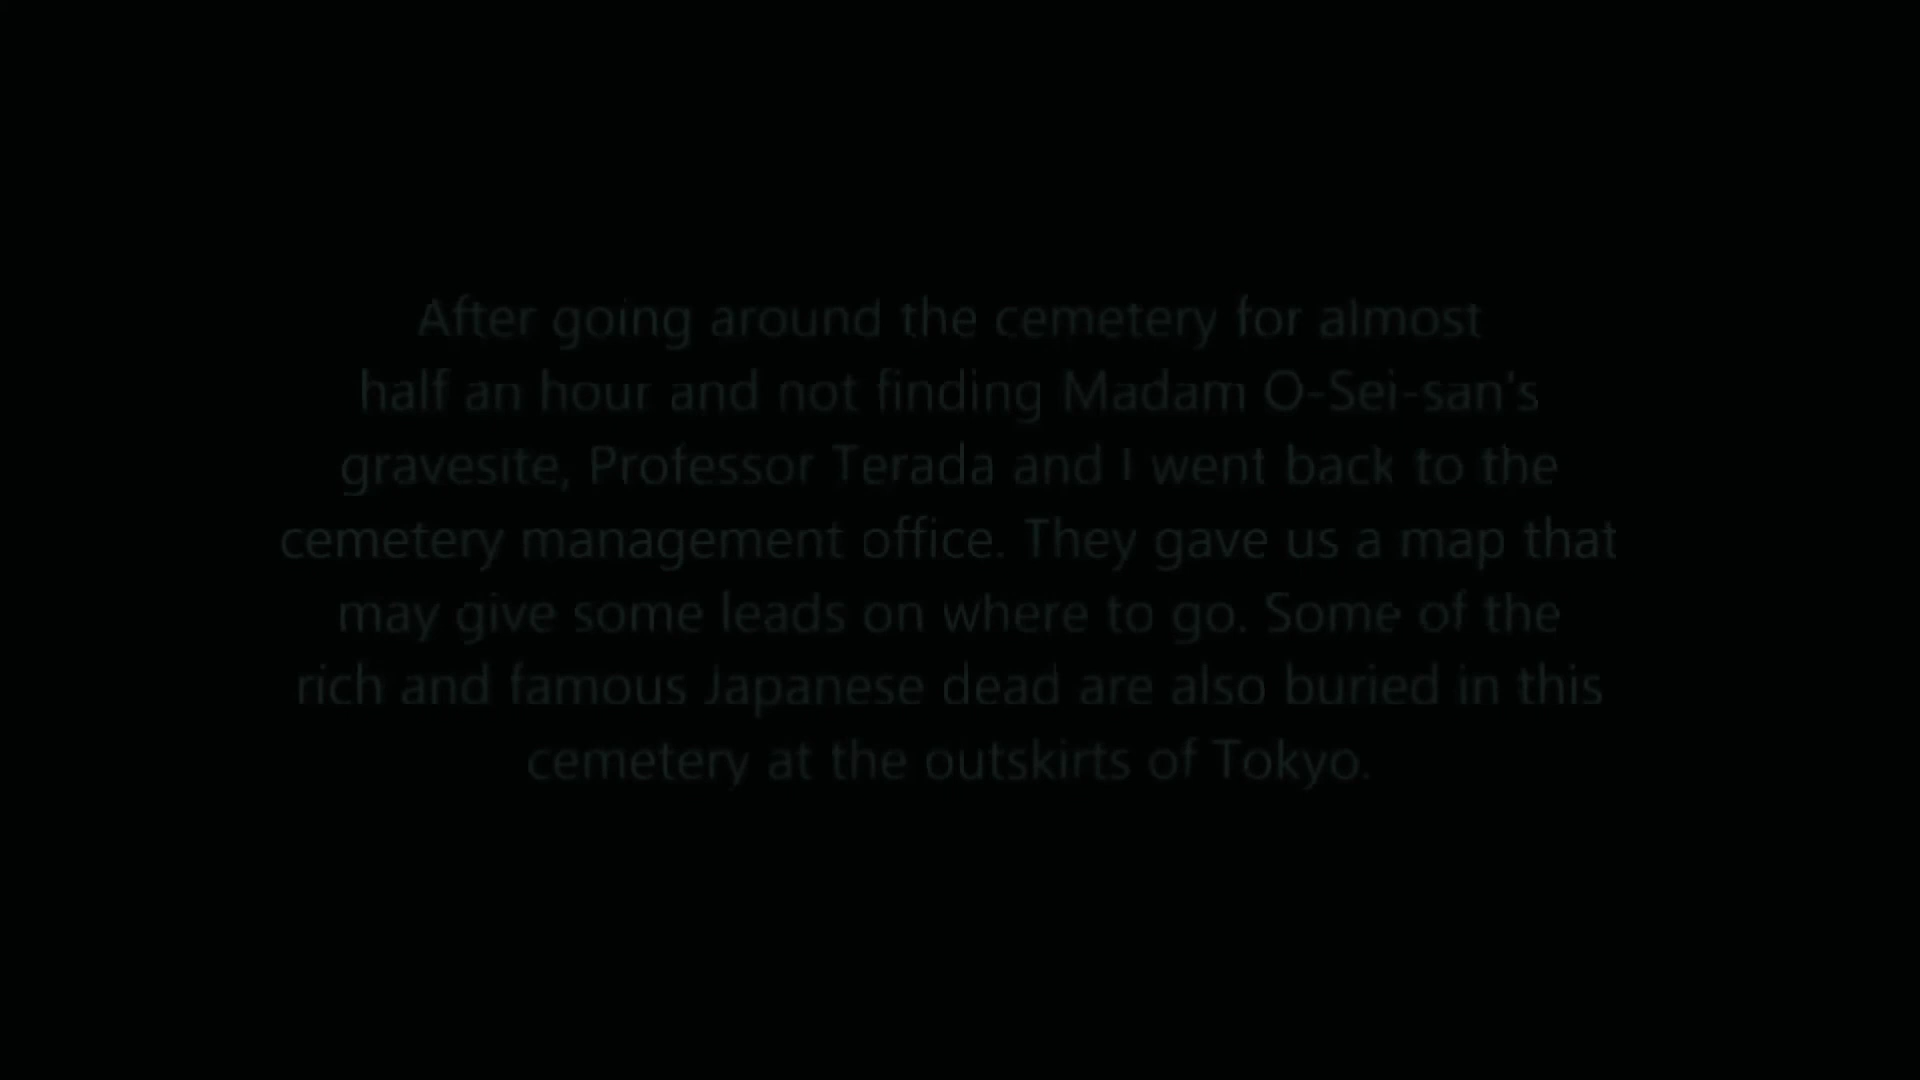 After going around the cemetery for almost
half an hour and not finding Madam O-Sei-san's
gravesite, Professor Terada and I went back to the
cemetery management office. They gave us a map that
may give some leads on where to go. Some of the
rich and famous Japanese dead are also buried in this
cemetery at the outskirts of Tokyo.